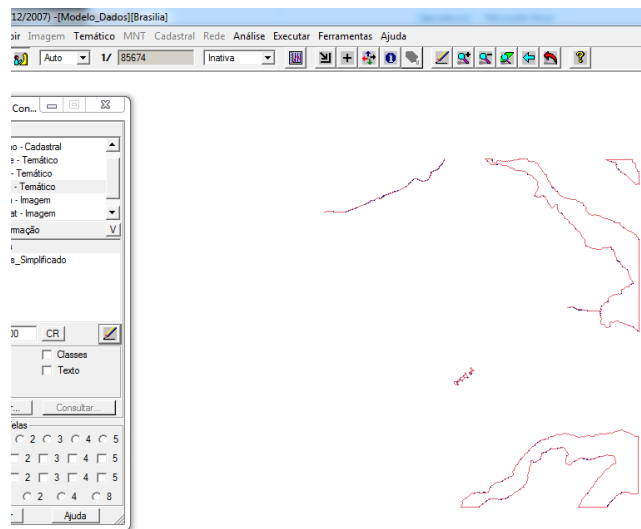 12/2007) -[Modelo_Dados][Brasilia]
bir Imagem Temático MNT Cadastral Rede Análise Executar Ferramentas Ajuda
Auto 1/ 85674 Inativa
Con...
o - Cadastral
e - Temático
- Temático
- Temático
- Imagem
at - Imagem
mação V
s_Simplificado
00 CR
Classes
Texto
r... Consultar...
elas
2 3 4 5
2 3 4 5
2 3 4 5
2 4 8
r Ajuda